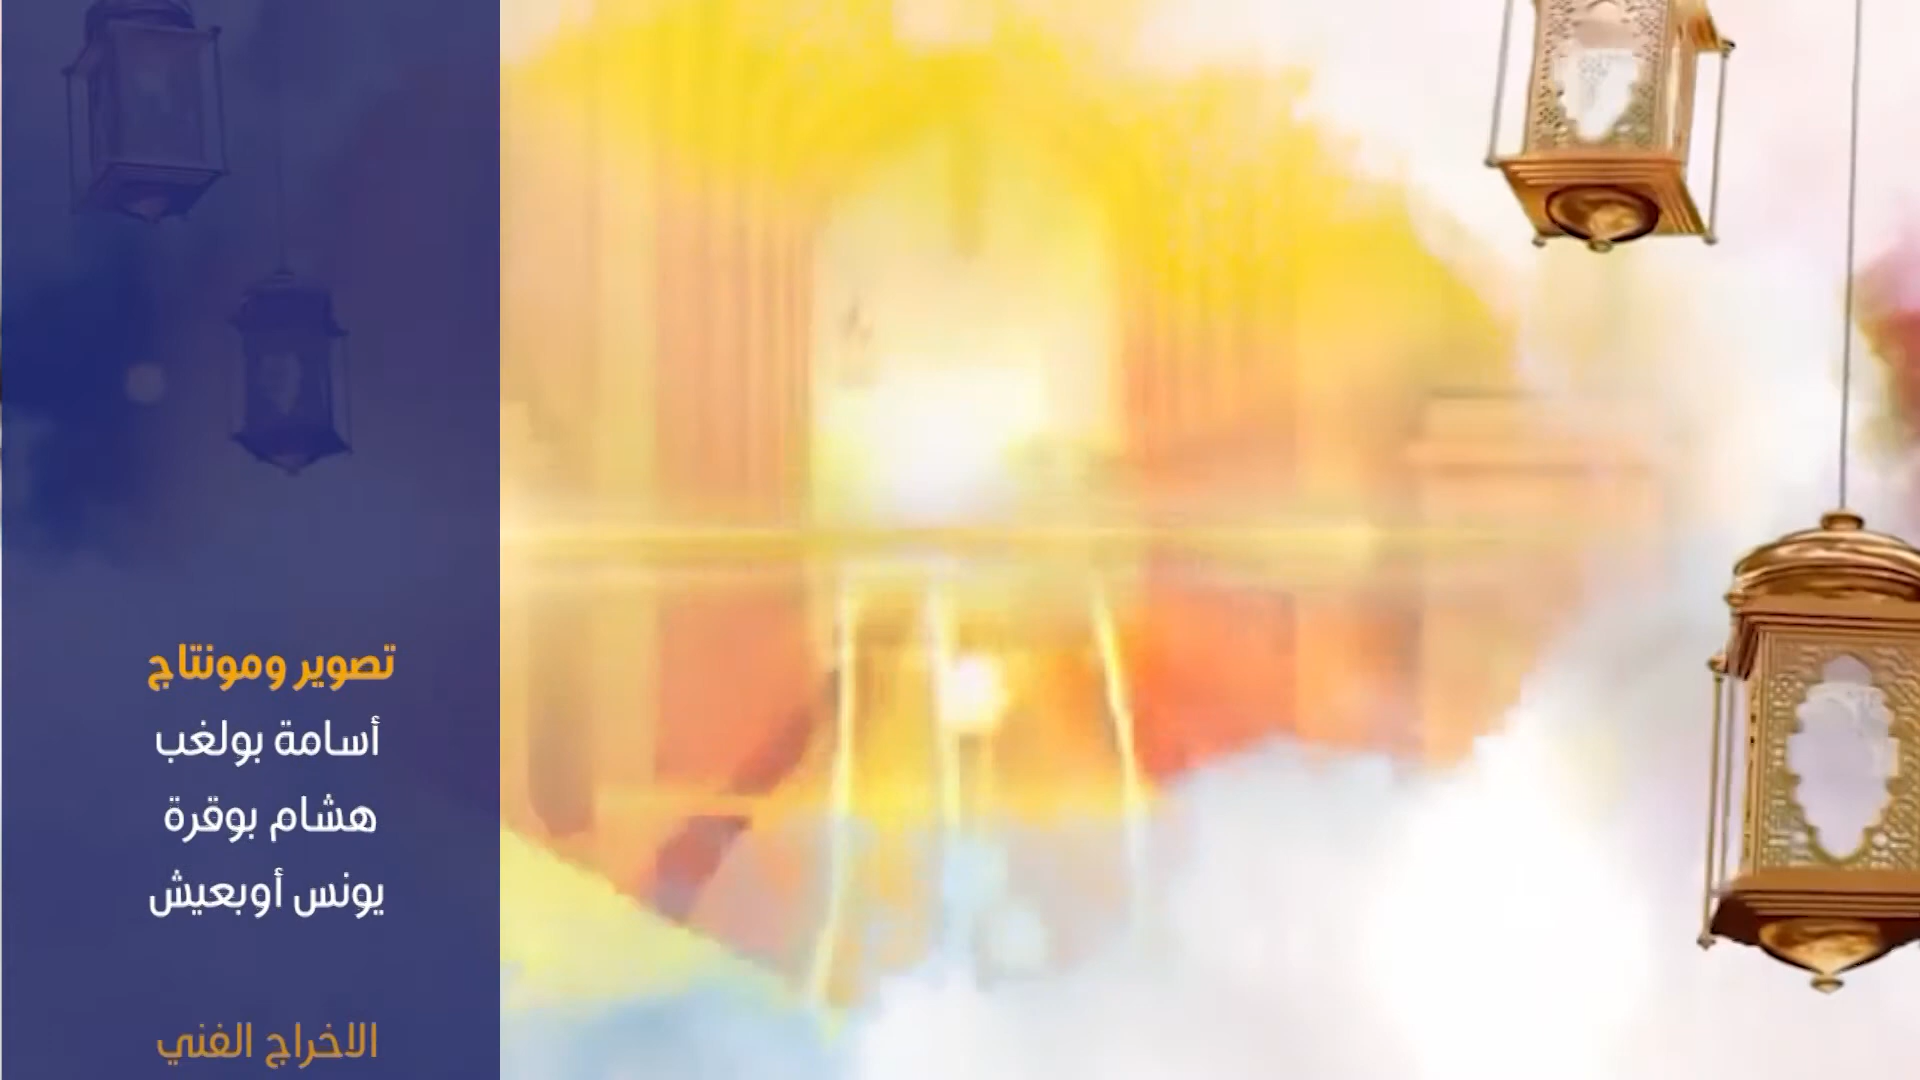 تصوير ومونتاج
أسامة بولغب
هشام بوقرة
يونس أوبعيش
الاخراج الفني